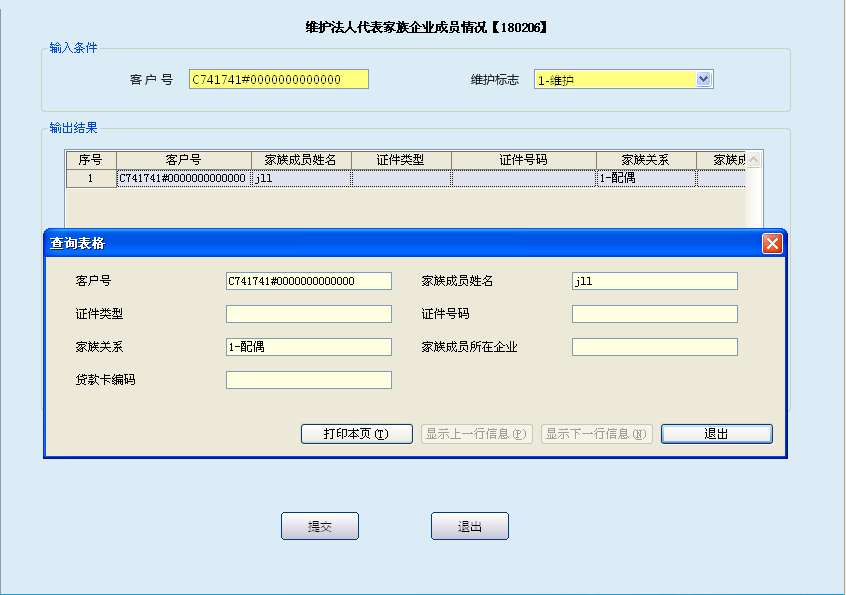 维护法人代表家族企业成员情况【180206】
输入条件
客 户 号 C741741#0000000000000 维护标志 1-维护
输出结果
序号 客户号 家族成员姓名 证件类型 证件号码 家族关系 家族成
1 C741741#0000000000000 jll 1-配偶
查询表格
客户号 C741741#0000000000000 家族成员姓名 jll
证件类型 证件号码
家族关系 1-配偶 家族成员所在企业
贷款卡编码
打印本页(T) 显示上一行信息(P) 显示下一行信息(N) 退出
提交 退出